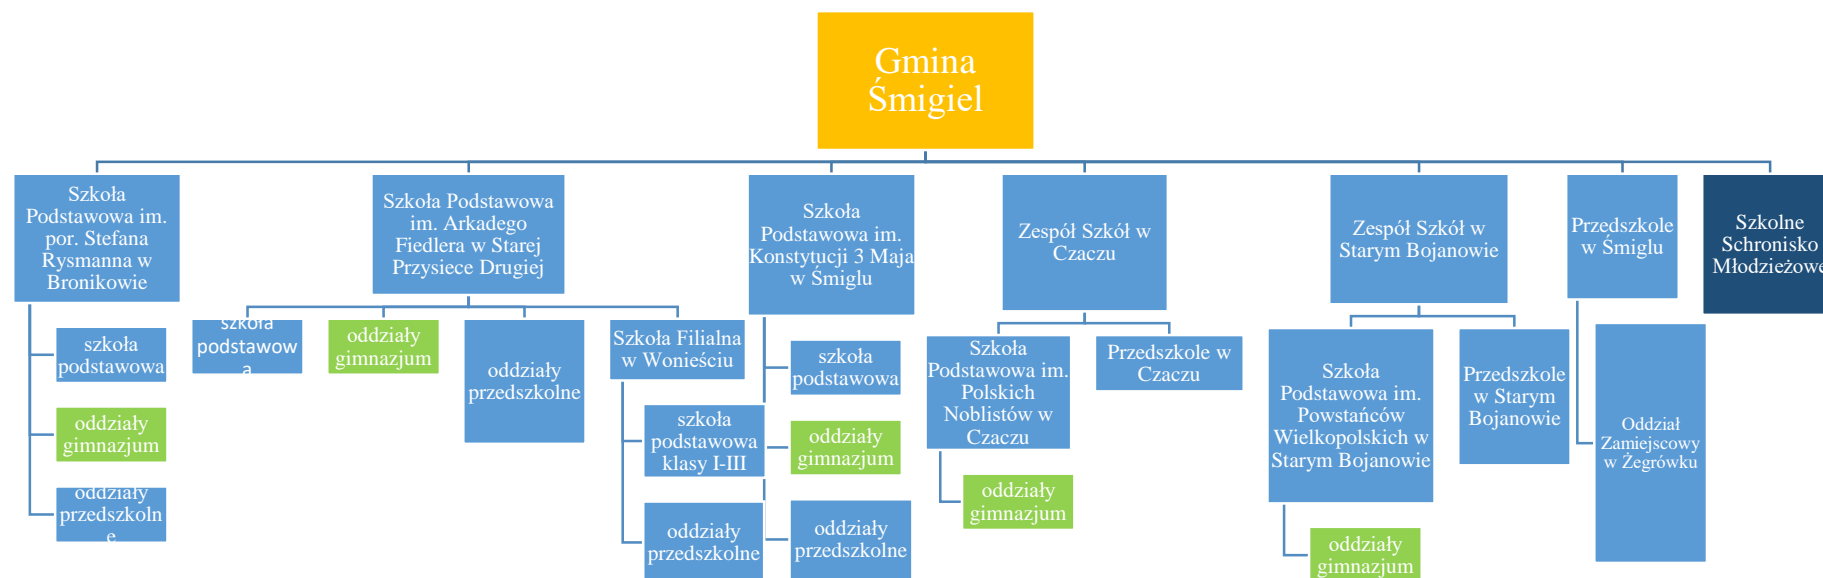 Gmina
Śmigiel
Szkoła
Podstawowa im.
por. Stefana
Rysmanna w
Bronikowie
szkoła
podstawowa
oddziały
gimnazjum
oddziały
przedszkoln
e
Szkoła Podstawowa
im. Arkadego
Fiedlera w Starej
Przysiece Drugiej
szkoła
podstawow
a
oddziały
gimnazjum
oddziały
przedszkolne
Szkoła Filialna
w Wonieściu
szkoła
podstawowa
klasy I-III
oddziały
przedszkolne
Szkoła
Podstawowa im.
Konstytucji 3 Maja
w Śmiglu
szkoła
podstawowa
oddziały
gimnazjum
oddziały
przedszkolne
Zespół Szkół w
Czaczu
Szkoła
Podstawowa im.
Polskich
Noblistów w
Czaczu
oddziały
gimnazjum
Przedszkole w
Czaczu
Zespół Szkół w
Starym Bojanowie
Szkoła
Podstawowa im.
Powstańców
Wielkopolskich w
Starym Bojanowie
oddziały
gimnazjum
Przedszkole
w Starym
Bojanowie
Przedszkole
w Śmiglu
Oddział
Zamiejscowy
w Żegrówku
Szkolne
Schronisko
Młodzieżowe